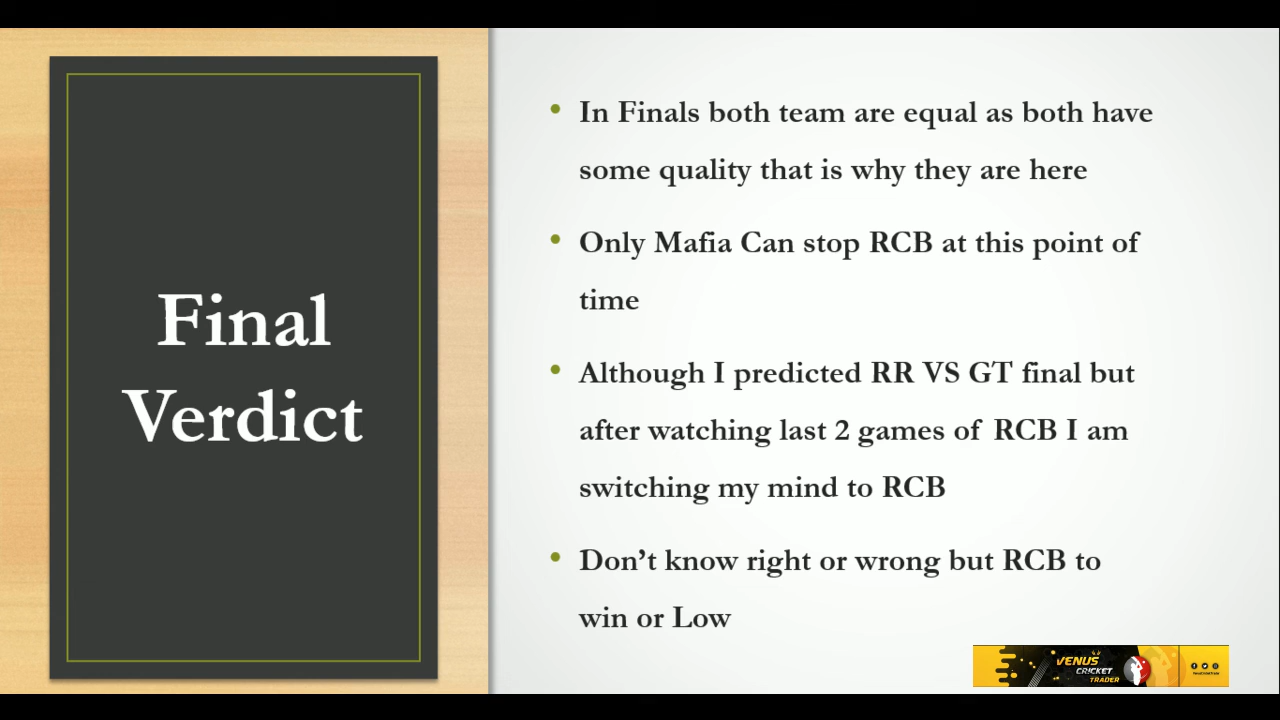 Final
Verdict
In Finals both team are equal as both have
some quality that is why they are here
Only Mafia Can stop RCB at this point of
time
Although I predicted RR VS GT final but
after watching last 2 games of RCB I am
switching my mind to RCB
Don't know right or wrong but RCB to
win or Low
VENUS
CRICKET
TRADER